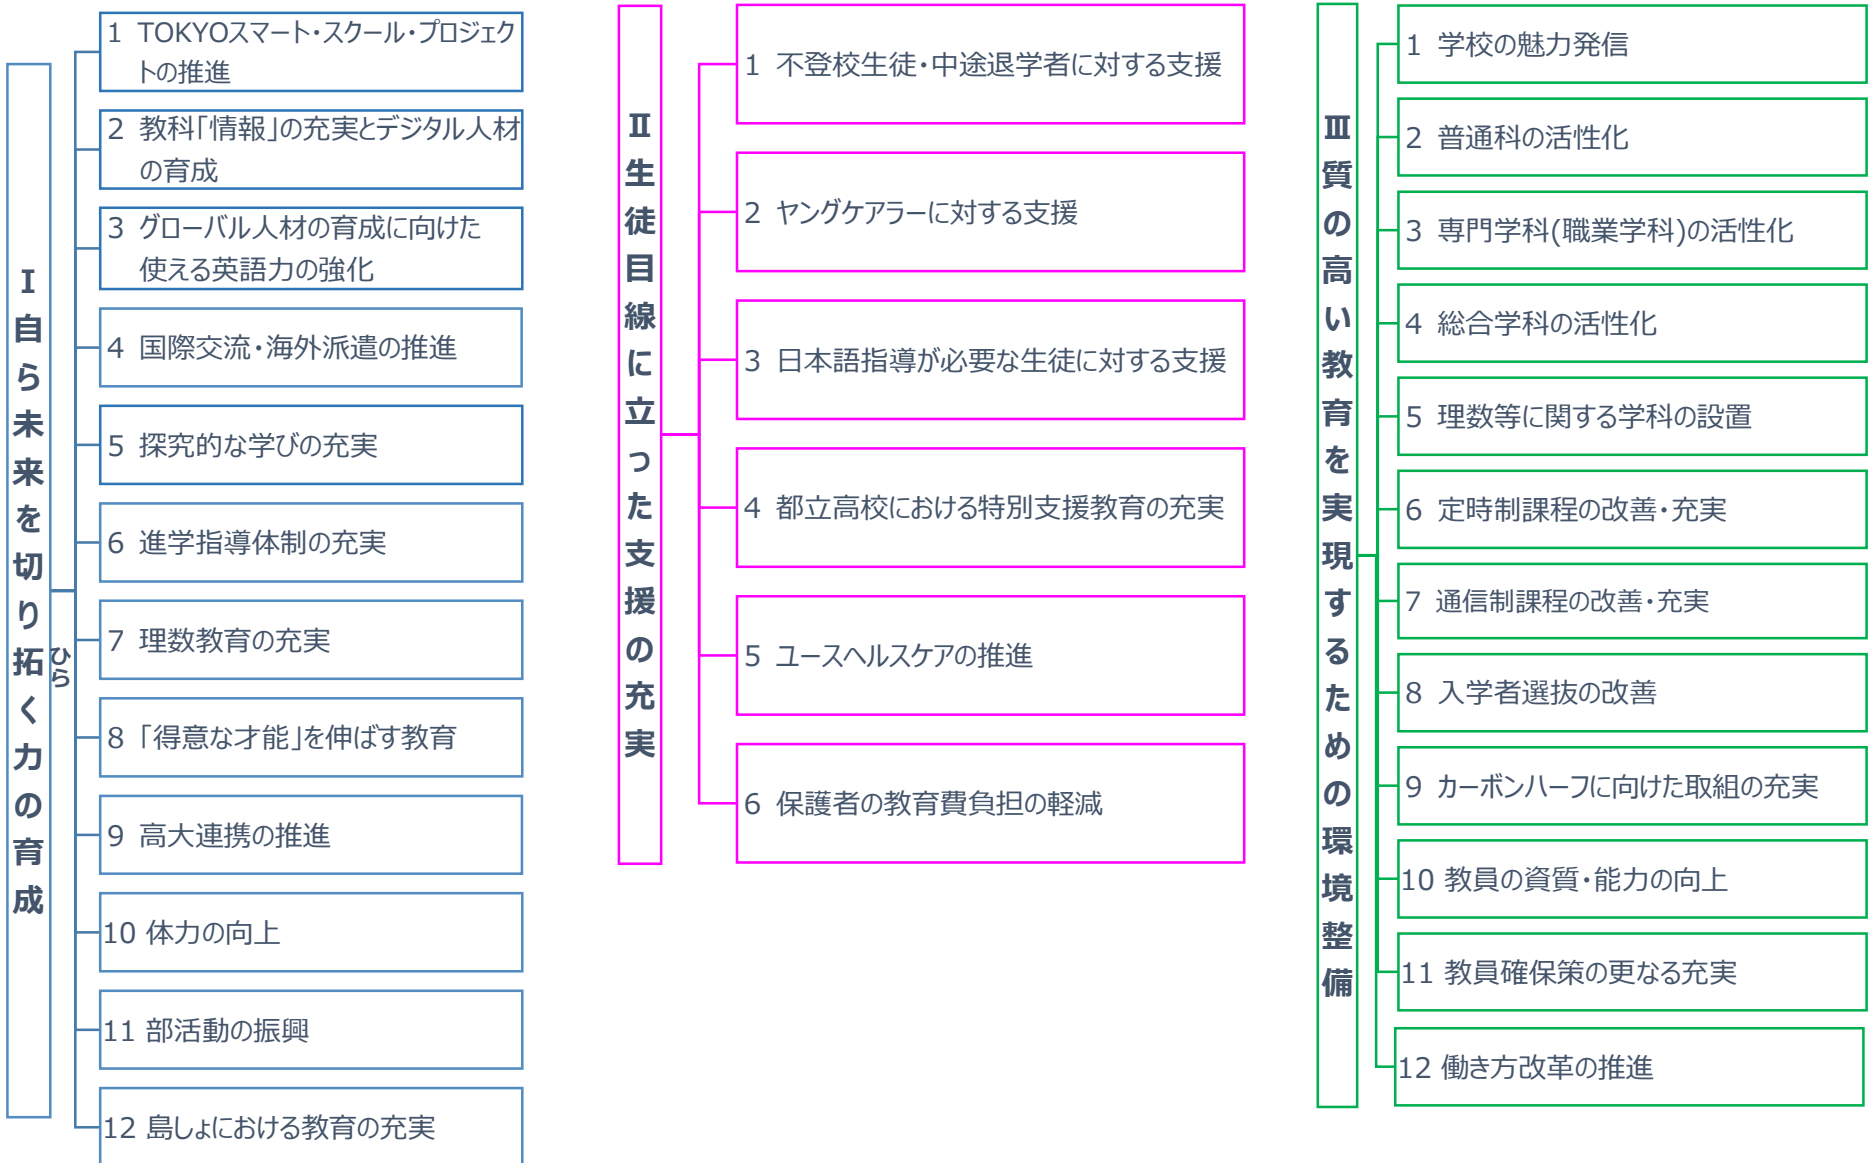 Ⅰ自ら未来を切り拓く力の育成
ひら
1 TOKYOスマート・スクール・プロジェク
トの推進
2 教科「情報」の充実とデジタル人材
の育成
3 グローバル人材の育成に向けた
使える英語力の強化
4 国際交流・海外派遣の推進
5 探究的な学びの充実
6 進学指導体制の充実
7 理数教育の充実
8 「得意な才能」を伸ばす教育
9 高大連携の推進
10 体力の向上
11 部活動の振興
12 島しょにおける教育の充実
Ⅱ生徒目線に立った支援の充実
1 不登校生徒・中途退学者に対する支援
2 ヤングケアラーに対する支援
3 日本語指導が必要な生徒に対する支援
4 都立高校における特別支援教育の充実
5 ユースヘルスケアの推進
6 保護者の教育費負担の軽減
Ⅲ質の高い教育を実現するための環境整備
1 学校の魅力発信
2 普通科の活性化
3 専門学科(職業学科)の活性化
4 総合学科の活性化
5 理数等に関する学科の設置
6 定時制課程の改善・充実
7 通信制課程の改善・充実
8 入学者選抜の改善
9 カーボンハーフに向けた取組の充実
10 教員の資質・能力の向上
11 教員確保策の更なる充実
12 働き方改革の推進